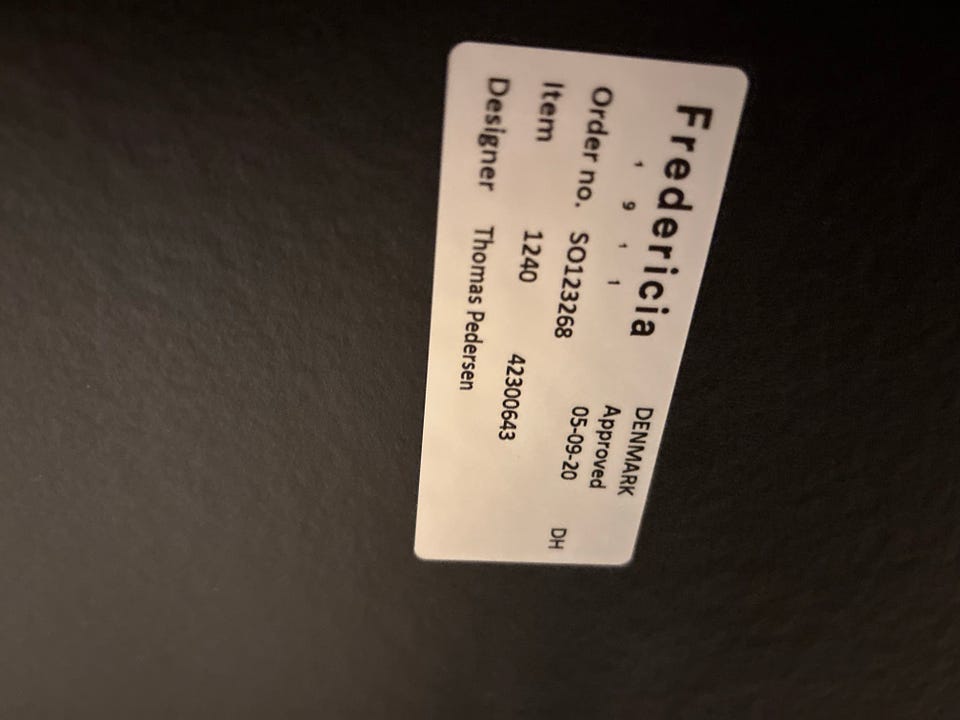 Fredericia DENMARK
1 9 1 1 Approved
Order no. SO123268 05-09-20 DH
Item 1240 42300643
Designer Thomas Pedersen